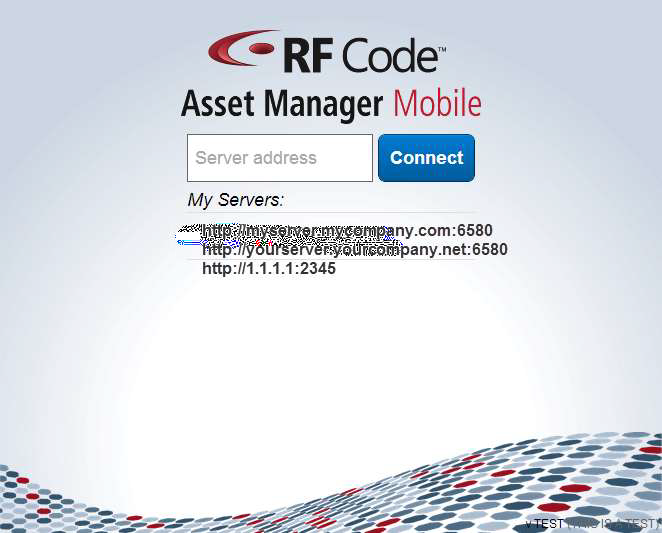 RF Code™
Asset Manager Mobile
Server address
Connect
My Servers:
http://myserver.mycompany.com:6580
http://yourserver.yourcompany.net:6580
http://1.1.1.1:2345
v TEST (THIS IS A TEST)